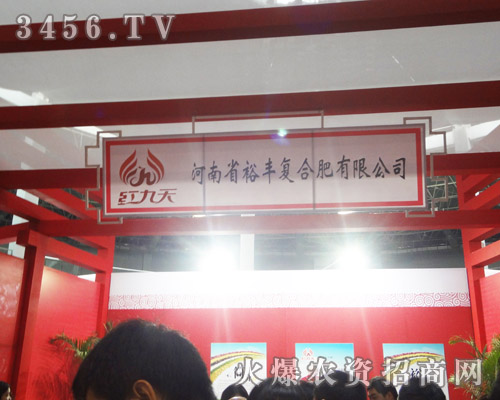 3456.TV
河南省裕丰复合肥有限公司
红九天
火爆农资招商网